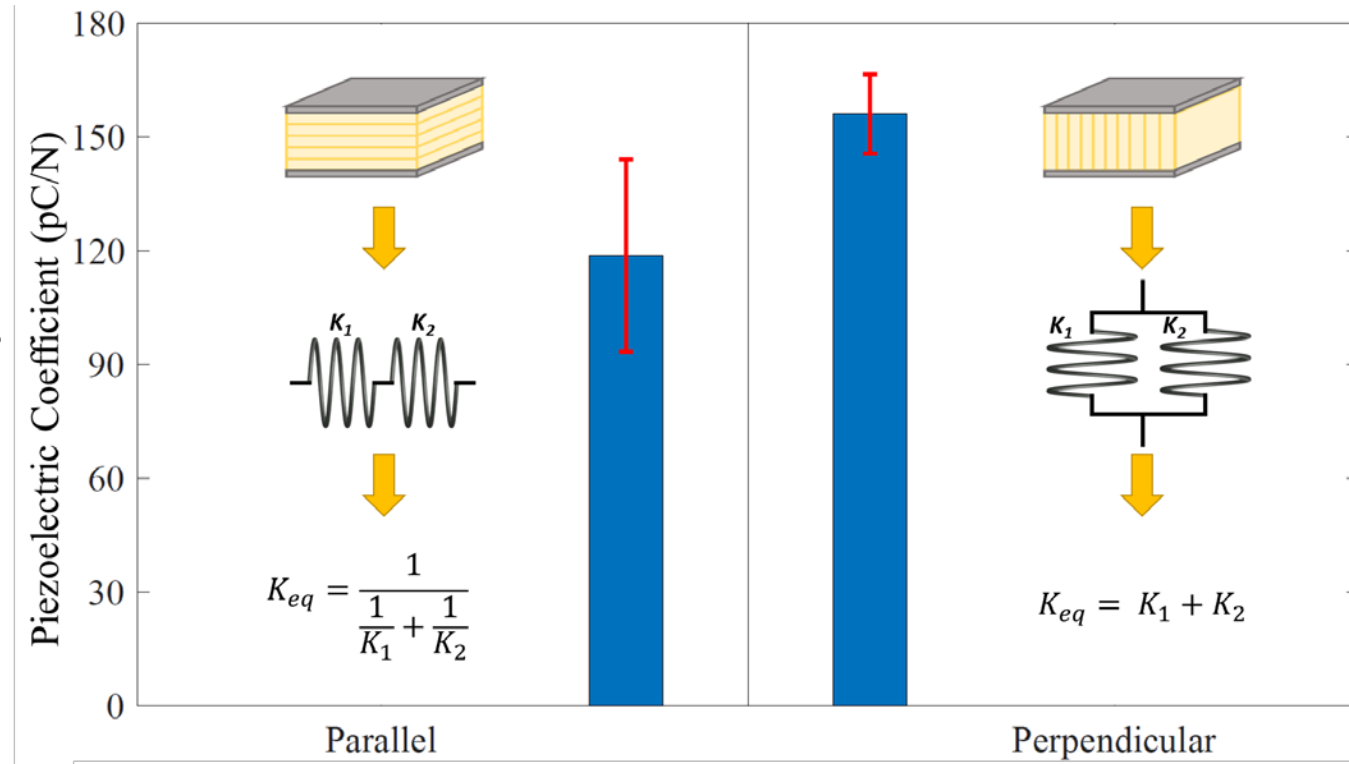 Piezoelectric Coefficient (pC/N)
180
150
120
90
60
30
0
K1 K2
Keq = 1 / (1/K1 + 1/K2)
K1 K2
Keq = K1 + K2
Parallel Perpendicular